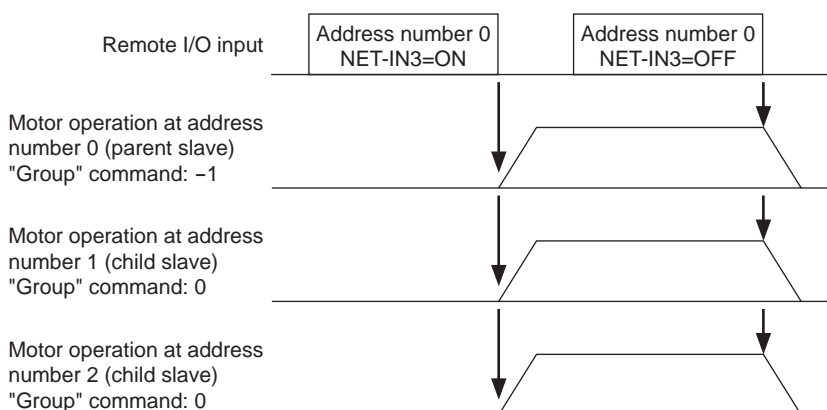 Remote I/O input
Address number 0
NET-IN3=ON
Address number 0
NET-IN3=OFF
Motor operation at address
number 0 (parent slave)
"Group" command: −1
Motor operation at address
number 1 (child slave)
"Group" command: 0
Motor operation at address
number 2 (child slave)
"Group" command: 0